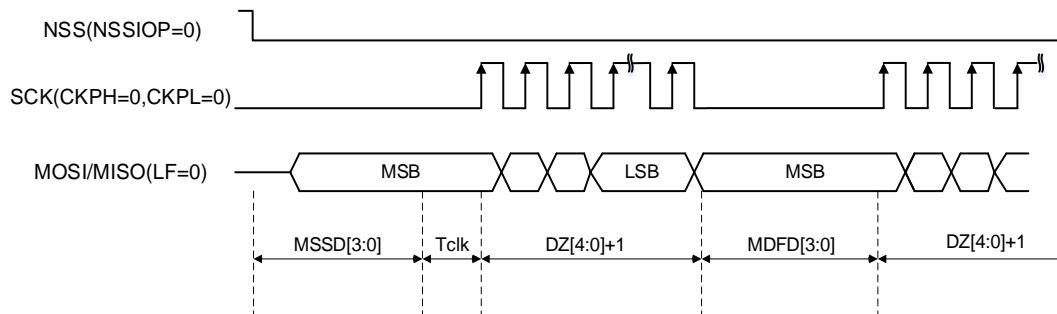 NSS(NSSIOP=0)
SCK(CKPH=0,CKPL=0)
MOSI/MISO(LF=0)
MSB
LSB
MSB
MSSD[3:0]
Tclk
DZ[4:0]+1
MDFD[3:0]
DZ[4:0]+1